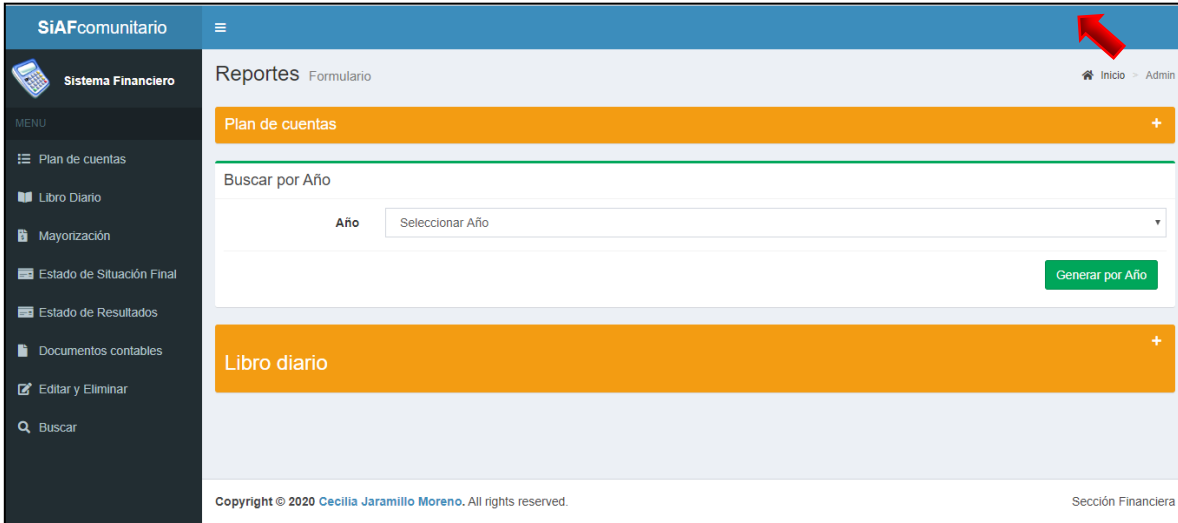 SiAFcomunitario
Sistema Financiero
MENU
Plan de cuentas
Libro Diario
Mayorización
Estado de Situación Final
Estado de Resultados
Documentos contables
Editar y Eliminar
Buscar
Reportes Formulario
Inicio > Admin
Plan de cuentas +
Buscar por Año
Año Seleccionar Año
Generar por Año
Libro diario +
Copyright © 2020 Cecilia Jaramillo Moreno. All rights reserved. Sección Financiera